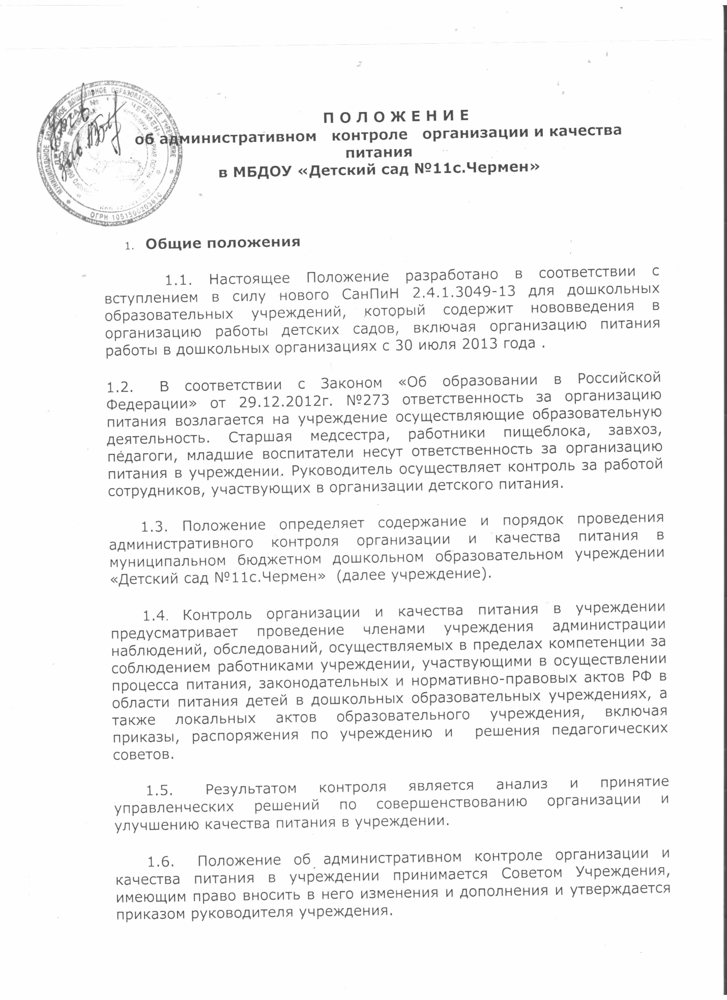 МУНИЦИПАЛЬНОЕ БЮДЖЕТНОЕ ДОШКОЛЬНОЕ ОБРАЗОВАТЕЛЬНОЕ УЧРЕЖДЕНИЕ
ОГРН 1051500203810
П О Л О Ж Е Н И Е
об административном контроле организации и качества
питания
в МБДОУ «Детский сад №11с.Чермен»
1. Общие положения
1.1. Настоящее Положение разработано в соответствии с
вступлением в силу нового СанПиН 2.4.1.3049-13 для дошкольных
образовательных учреждений, который содержит нововведения в
организацию работы детских садов, включая организацию питания
работы в дошкольных организациях с 30 июля 2013 года .
1.2. В соответствии с Законом «Об образовании в Российской
Федерации» от 29.12.2012г. №273 ответственность за организацию
питания возлагается на учреждение осуществляющие образовательную
деятельность. Старшая медсестра, работники пищеблока, завхоз,
педагоги, младшие воспитатели несут ответственность за организацию
питания в учреждении. Руководитель осуществляет контроль за работой
сотрудников, участвующих в организации детского питания.
1.3. Положение определяет содержание и порядок проведения
административного контроля организации и качества питания в
муниципальном бюджетном дошкольном образовательном учреждении
«Детский сад №11с.Чермен» (далее учреждение).
1.4. Контроль организации и качества питания в учреждении
предусматривает проведение членами учреждения администрации
наблюдений, обследований, осуществляемых в пределах компетенции за
соблюдением работниками учреждении, участвующими в осуществлении
процесса питания, законодательных и нормативно-правовых актов РФ в
области питания детей в дошкольных образовательных учреждениях, а
также локальных актов образовательного учреждения, включая
приказы, распоряжения по учреждению и решения педагогических
советов.
1.5. Результатом контроля является анализ и принятие
управленческих решений по совершенствованию организации и
улучшению качества питания в учреждении.
1.6. Положение об административном контроле организации и
качества питания в учреждении принимается Советом Учреждения,
имеющим право вносить в него изменения и дополнения и утверждается
приказом руководителя учреждения.